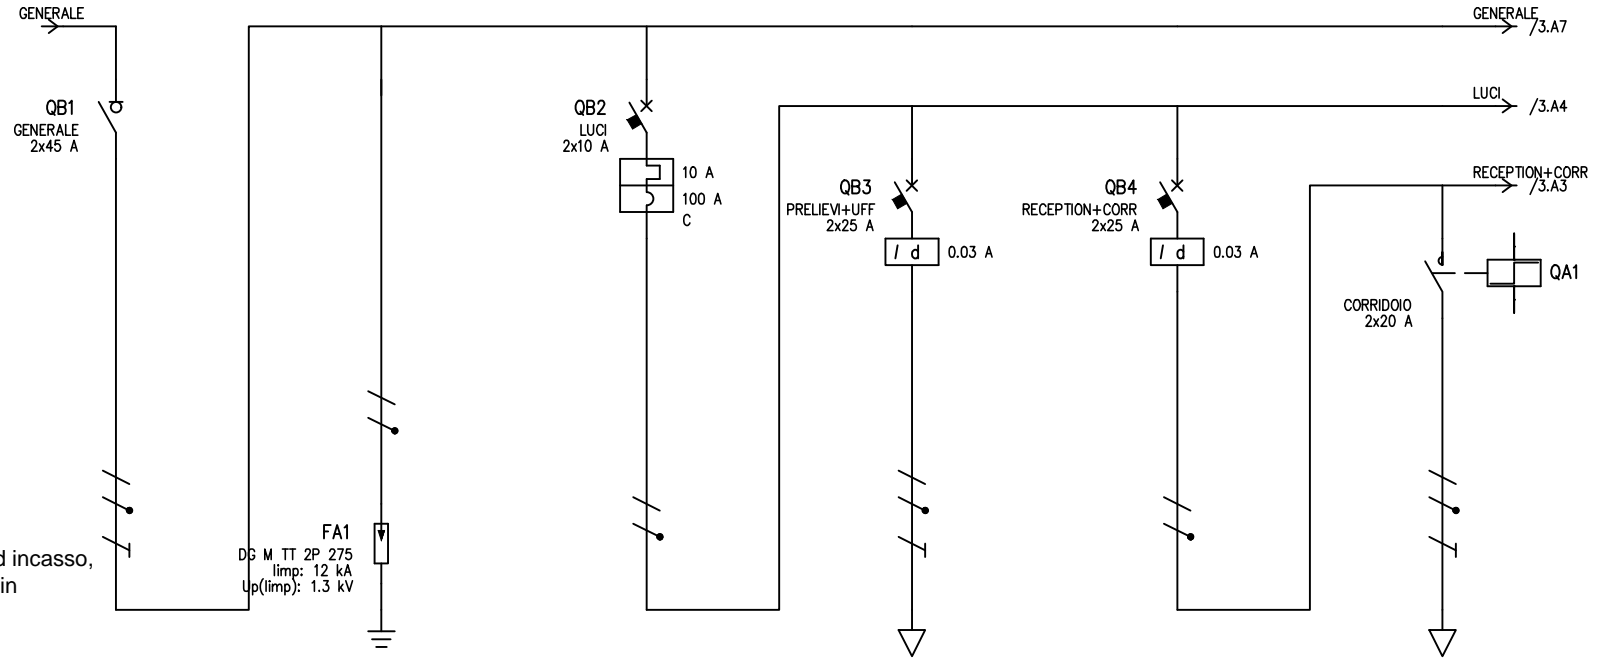 GENERALE
GENERALE
/3.A7
LUCI
/3.A4
RECEPTION+CORR
/3.A3
QB1
GENERALE
2x45 A
QB2
LUCI
2x10 A
10 A
100 A
C
QB3
PRELIEVI+UFF
2x25 A
I d
0.03 A
QB4
RECEPTION+CORR
2x25 A
I d
0.03 A
QA1
CORRIDOIO
2x20 A
FA1
DG M TT 2P 275
Iimp: 12 kA
Up(Iimp): 1.3 kV
d incasso,
in